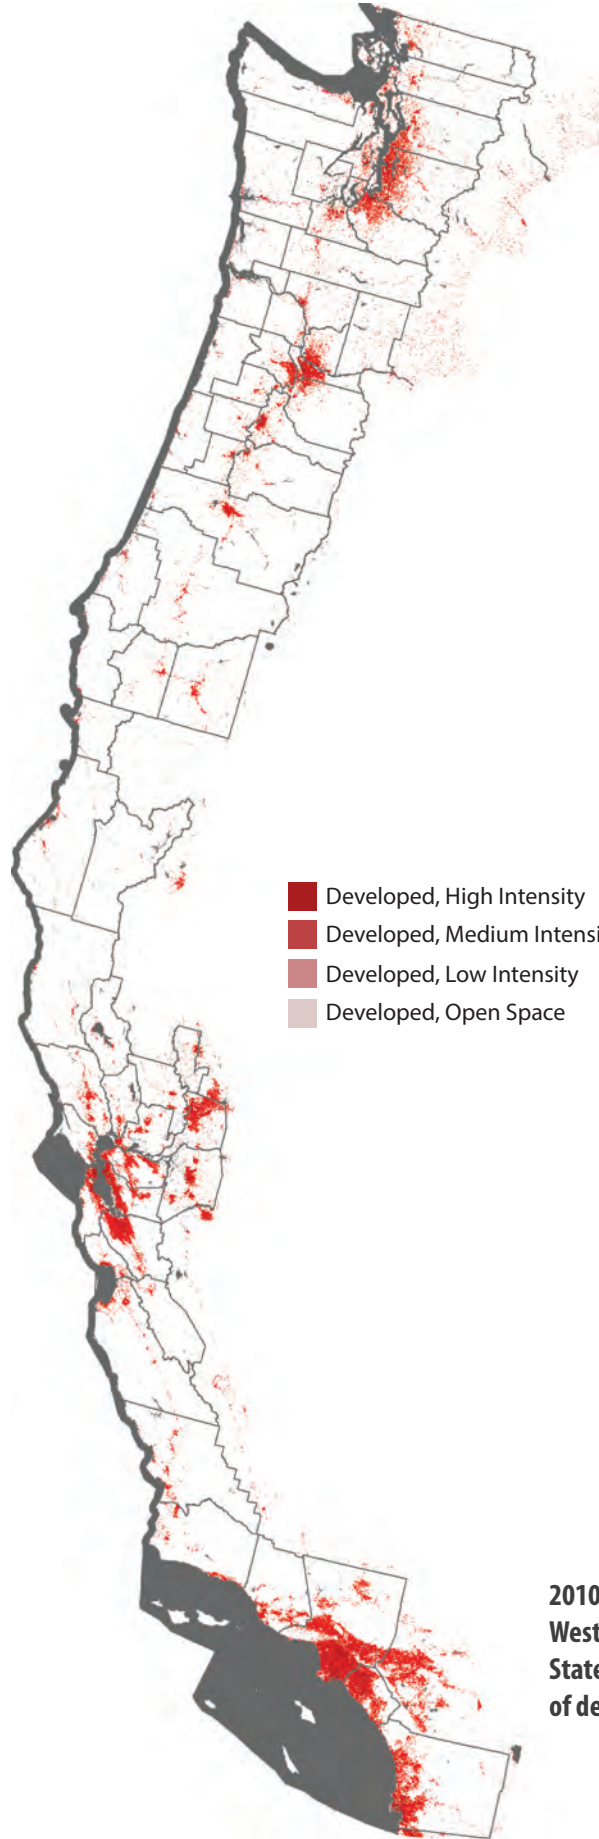 Developed, High Intensity
Developed, Medium Intensi
Developed, Low Intensity
Developed, Open Space
2010
West
State
of de